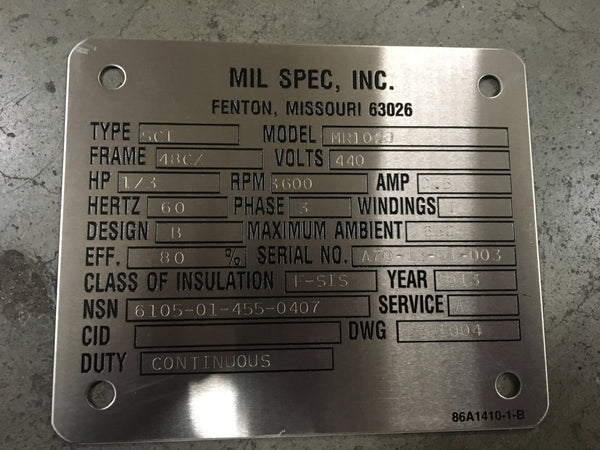 MIL SPEC, INC.
FENTON, MISSOURI 63026
TYPE SCI MODEL
FRAME VOLTS 440
HP 1/3 RPM 3600 AMP
HERTZ 60 PHASE 3 WINDINGS
DESIGN B MAXIMUM AMBIENT
EFF. 80 % SERIAL NO.
CLASS OF INSULATION F-SIS YEAR
NSN 6105-01-455-0407 SERVICE
CID DWG
DUTY CONTINUOUS
86A1410-1-B